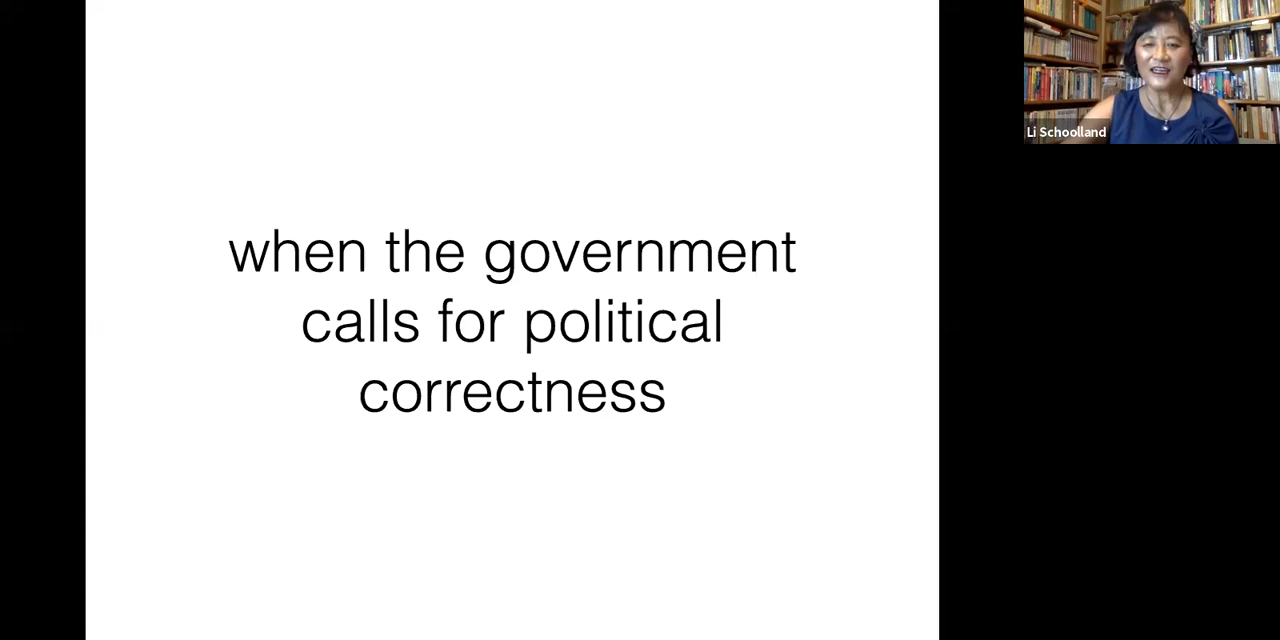 when the government
calls for political
correctness
Li Schoolland